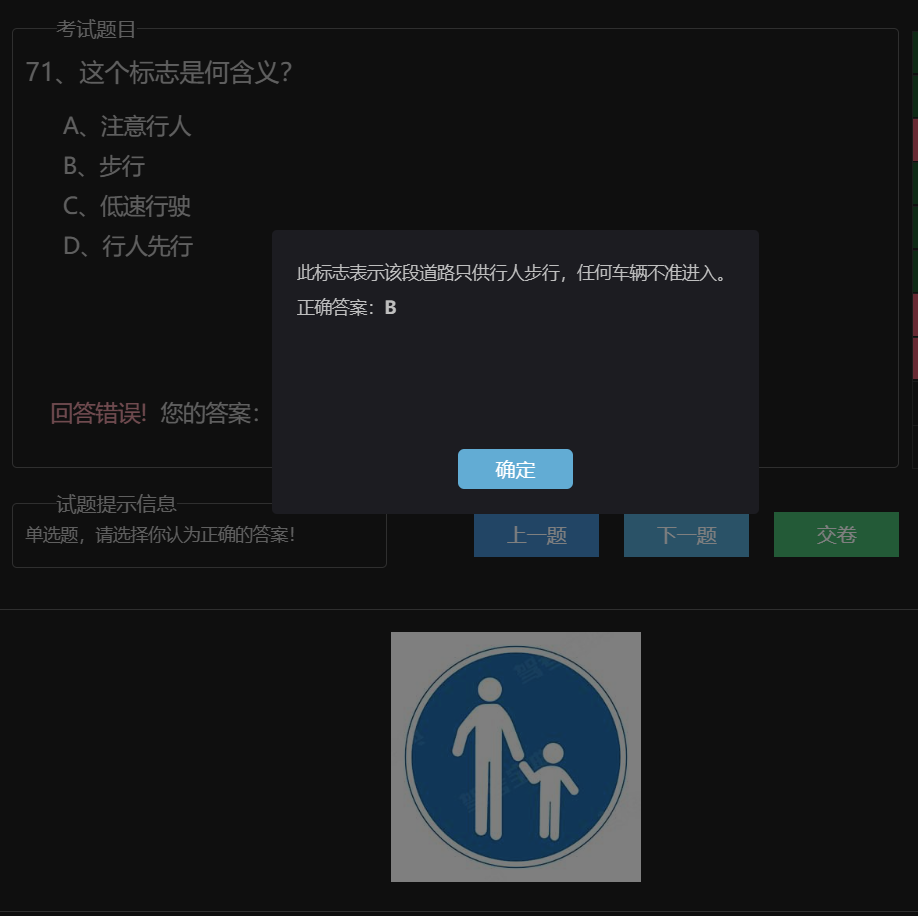 考试题目
71、这个标志是何含义？
A、注意行人
B、步行
C、低速行驶
D、行人先行
此标志表示该段道路只供行人步行，任何车辆不准进入。
正确答案：B
确定
回答错误! 您的答案：
试题提示信息
单选题，请选择你认为正确的答案!
上一题
下一题
交卷